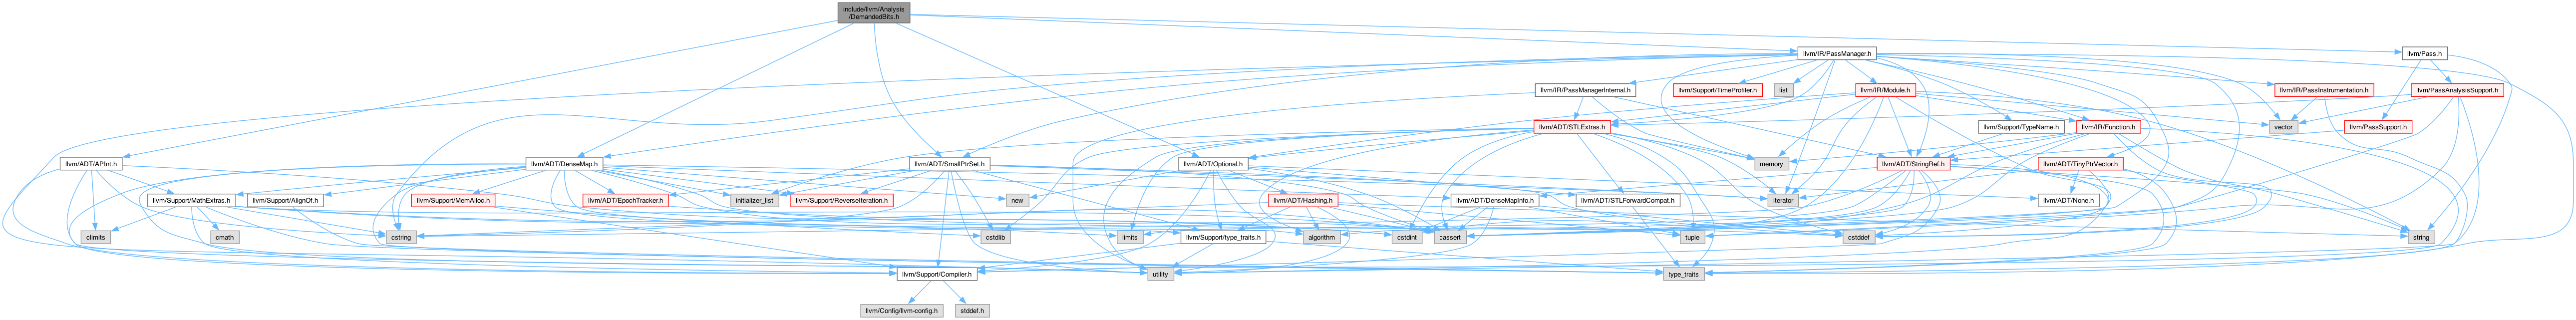 include/llvm/Analysis
/DemandedBits.h
llvm/IR/PassManager.h
llvm/Pass.h
llvm/IR/PassManagerInternal.h
llvm/Support/TimeProfiler.h
list
llvm/IR/Module.h
llvm/IR/PassInstrumentation.h
llvm/PassAnalysisSupport.h
llvm/ADT/STLExtras.h
llvm/Support/TypeName.h
llvm/IR/Function.h
vector
llvm/PassSupport.h
llvm/ADT/APInt.h
llvm/ADT/DenseMap.h
llvm/ADT/SmallPtrSet.h
llvm/ADT/Optional.h
memory
llvm/ADT/StringRef.h
llvm/ADT/TinyPtrVector.h
llvm/Support/MathExtras.h
llvm/Support/AlignOf.h
llvm/Support/MemAlloc.h
llvm/ADT/EpochTracker.h
initializer_list
llvm/Support/ReverseIteration.h
new
llvm/ADT/Hashing.h
llvm/ADT/DenseMapInfo.h
llvm/ADT/STLForwardCompat.h
iterator
llvm/ADT/None.h
climits
cmath
cstring
cstdlib
limits
llvm/Support/type_traits.h
algorithm
cstdint
cassert
tuple
cstddef
string
llvm/Support/Compiler.h
utility
type_traits
llvm/Config/llvm-config.h
stddef.h